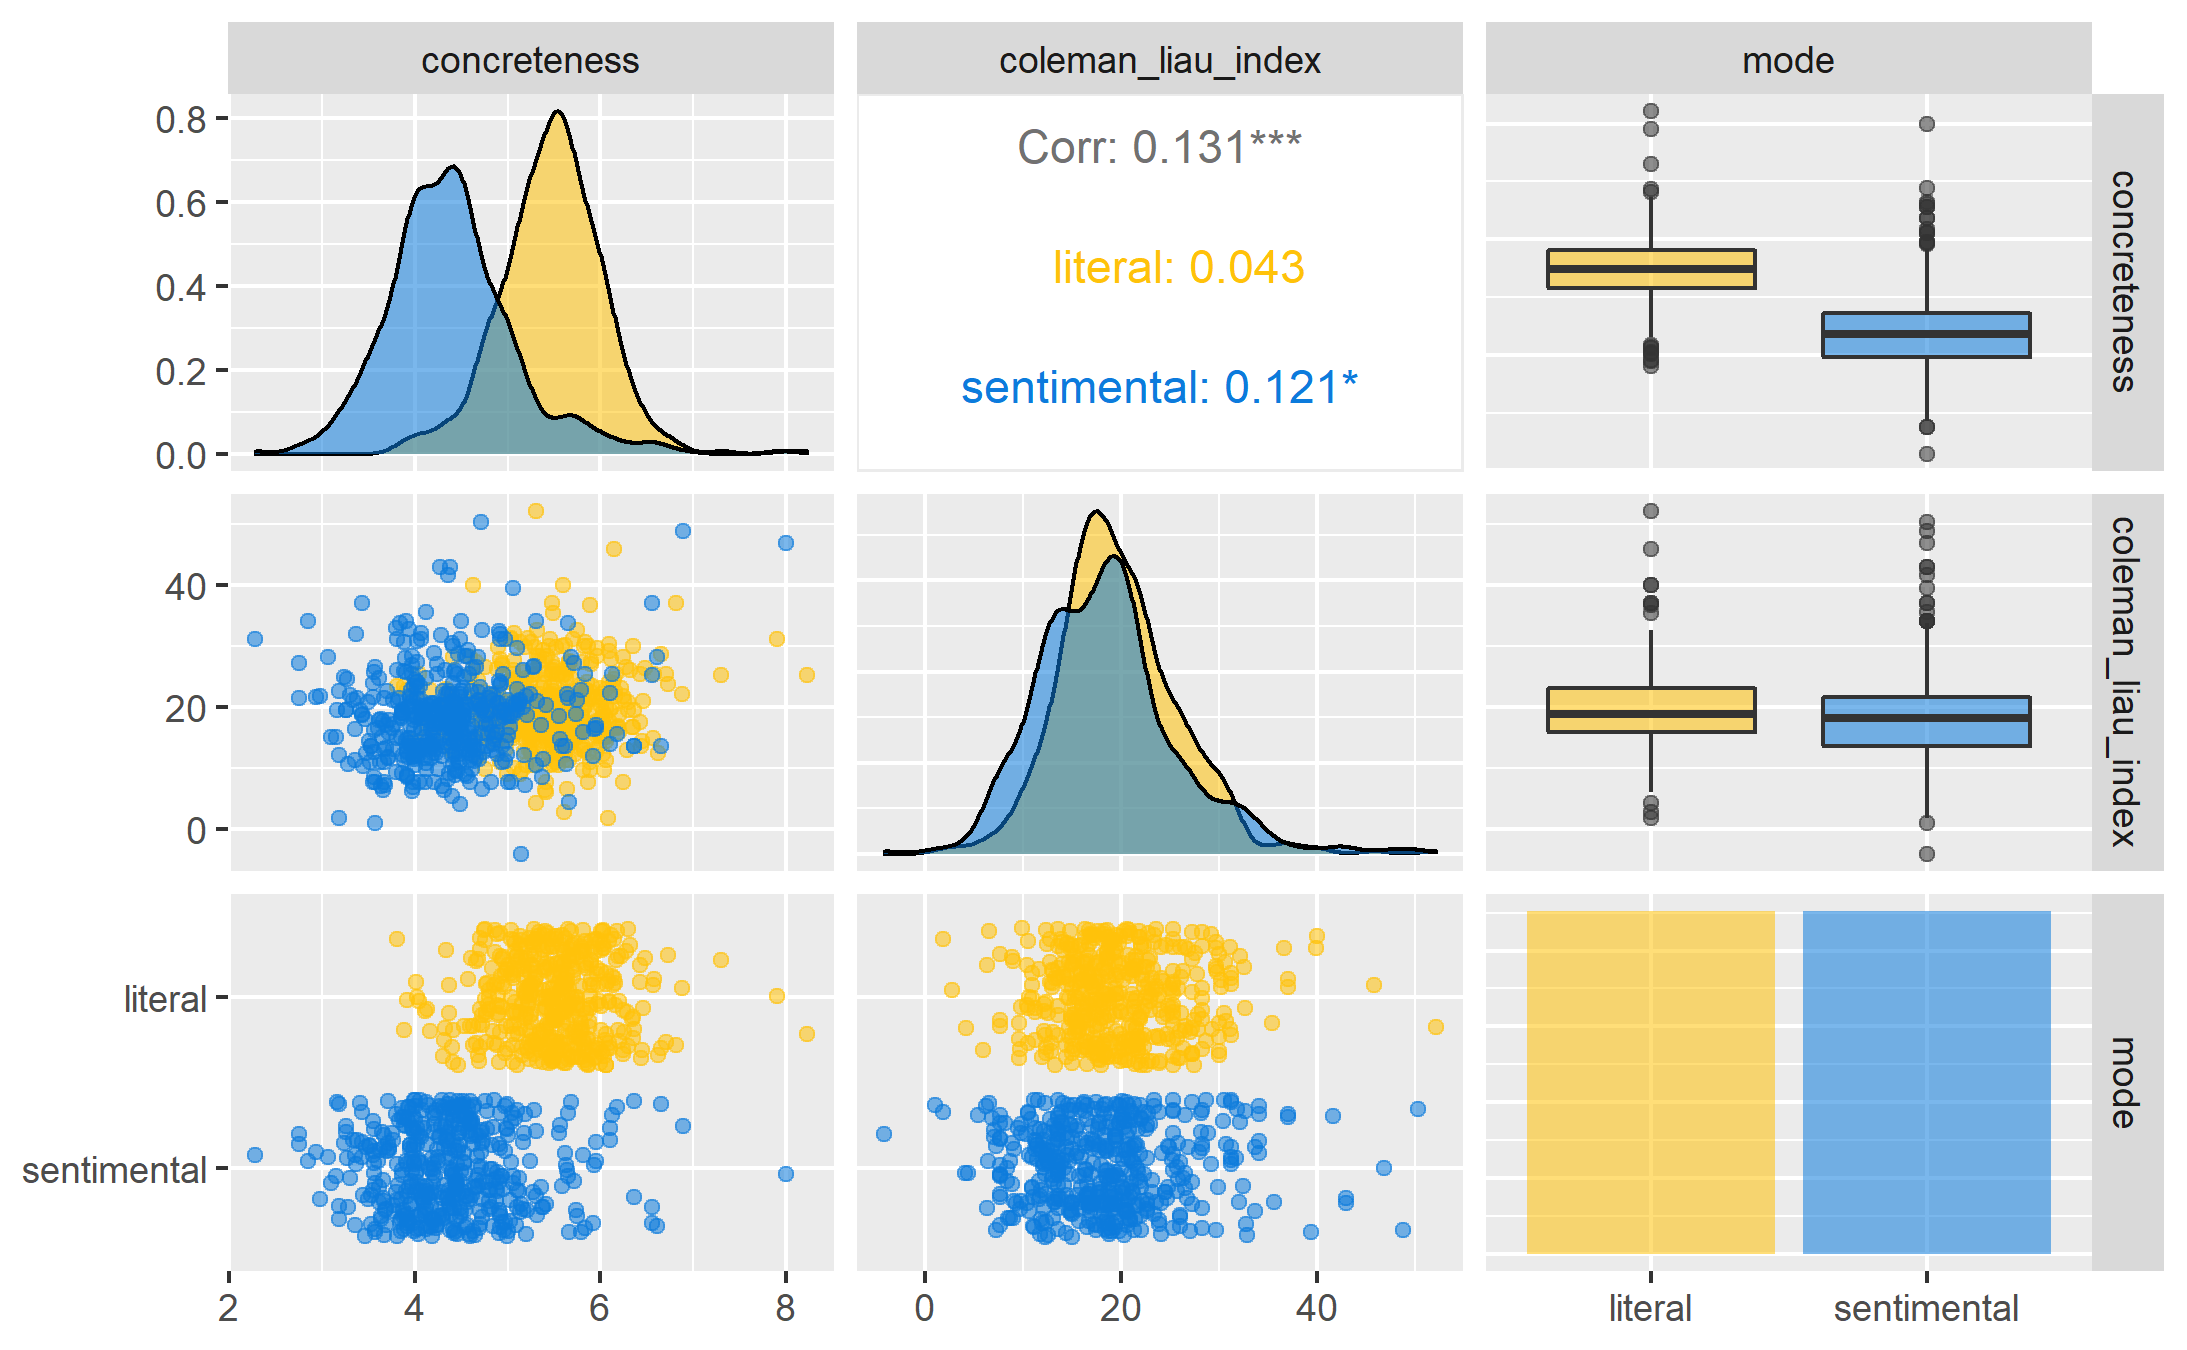 concreteness
coleman_liau_index
mode
0.8
0.6
0.4
0.2
0.0
Corr: 0.131***
literal: 0.043
sentimental: 0.121*
concreteness
40
20
0
coleman_liau_index
literal
sentimental
mode
2
4
6
8
0
20
40
literal
sentimental